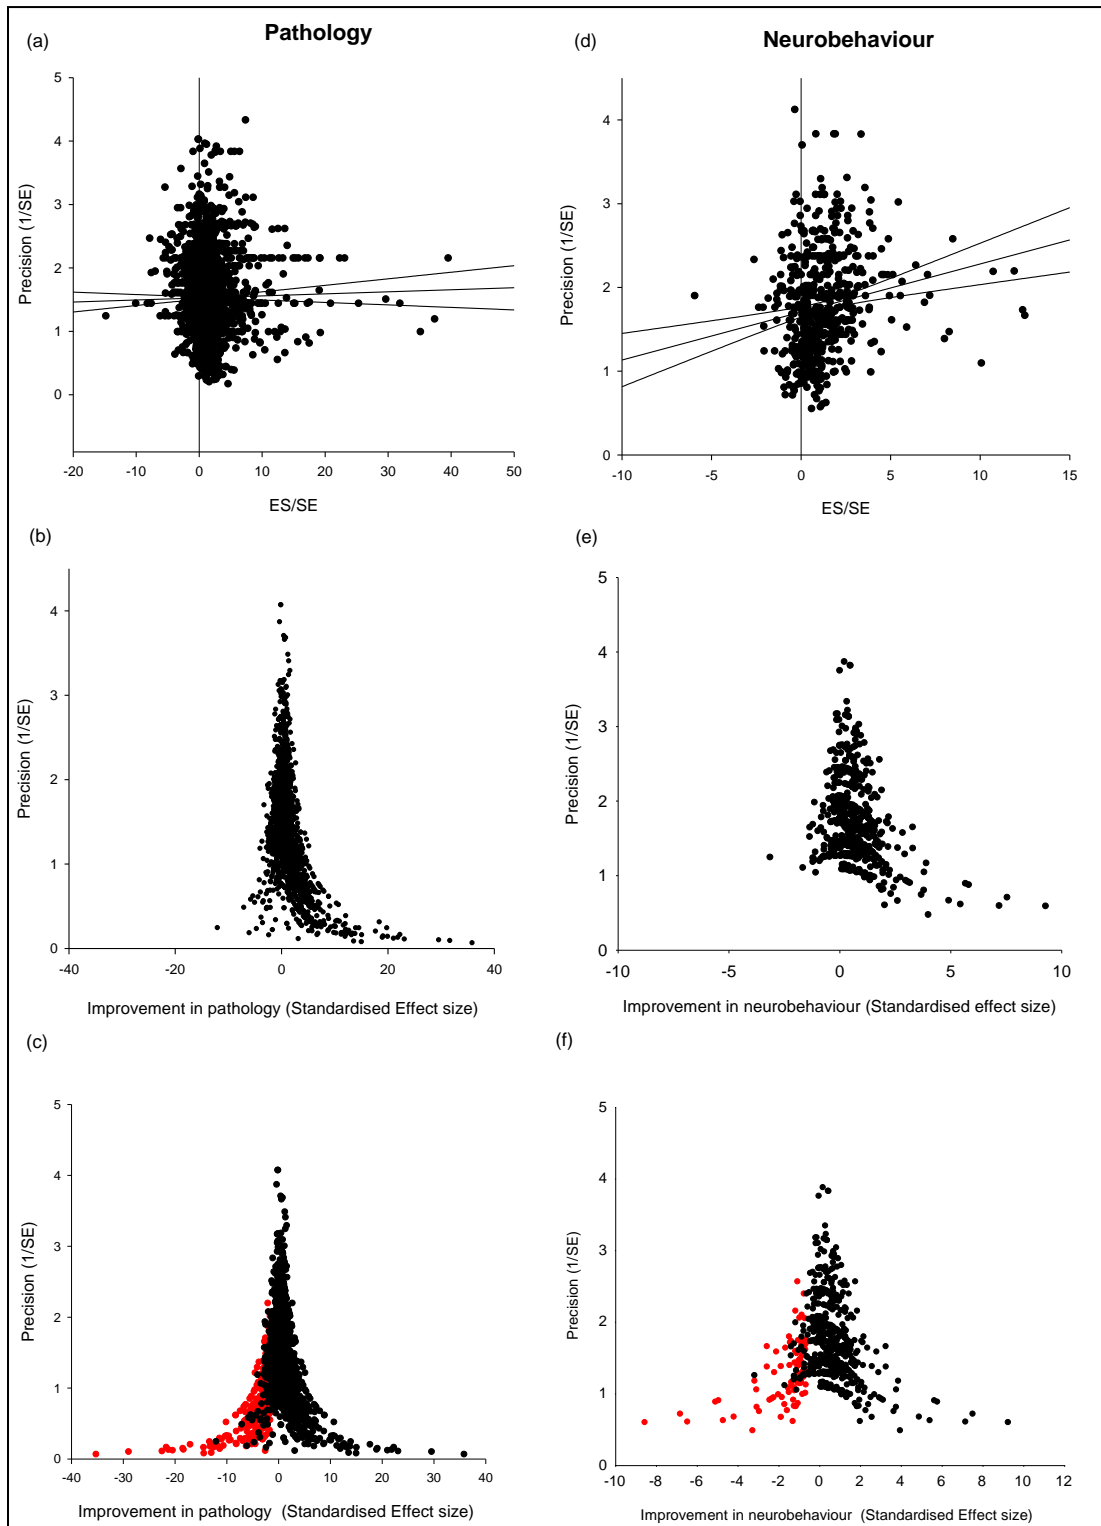 Pathology
Neurobehaviour
(a)
5
4
3
2
1
0
Precision (1/SE)
-20 -10 0 10 20 30 40 50
ES/SE
(d)
4
3
2
1
0
Precision (1/SE)
-10 -5 0 5 10 15
ES/SE
(b)
4
3
2
1
0
Precision (1/SE)
-40 -20 0 20 40
Improvement in pathology (Standardised Effect size)
(e)
5
4
3
2
1
0
Precision (1/SE)
-10 -5 0 5 10
Improvement in neurobehaviour (Standardised effect size)
(c)
5
4
3
2
1
0
Precision (1/SE)
-40 -30 -20 -10 0 10 20 30 40
Improvement in pathology (Standardised Effect size)
(f)
5
4
3
2
1
0
Precision (1/SE)
-10 -8 -6 -4 -2 0 2 4 6 8 10 12
Improvement in neurobehaviour (Standardised Effect size)